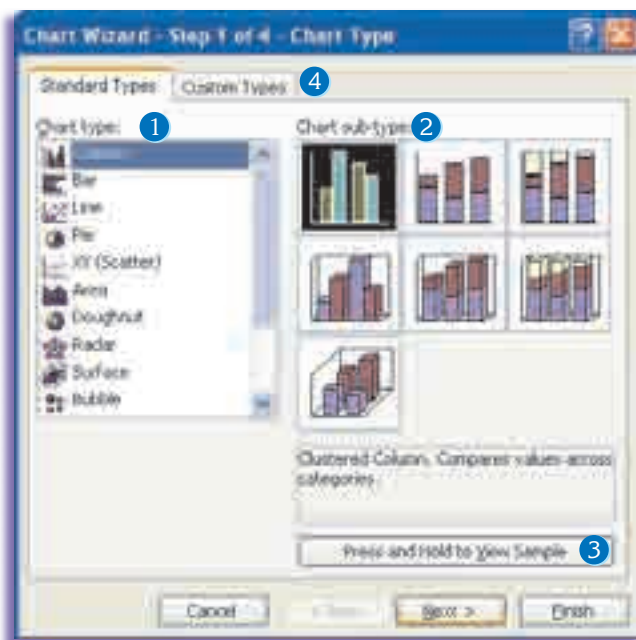 Chart Wizard - Step 1 of 4 - Chart Type
Standard Types
Custom Types
4
Chart type:
1
Column
Bar
Line
Pie
XY (Scatter)
Area
Doughnut
Radar
Surface
Bubble
Chart sub-type:
2
Clustered Column. Compares values across
categories.
Press and Hold to View Sample
3
Cancel
< Back
Next >
Finish